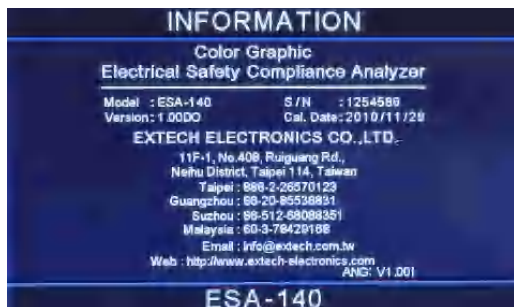 INFORMATION
Color Graphic
Electrical Safety Compliance Analyzer
Model : ESA-140 S/N : 1254586
Version: 1.00DO Cal. Date: 2010/11/29
EXTECH ELECTRONICS CO.,LTD.
11F-1, No.408, Ruiguang Rd.,
Neihu District, Taipei 114, Taiwan
Taipei : 886-2-26570123
Guangzhou : 86-20-85538831
Suzhou : 86-512-68088351
Malaysia : 60-3-78429168
Email : info@extech.com.tw
Web : http://www.extech-electronics.com
ANG: V1.001
ESA-140